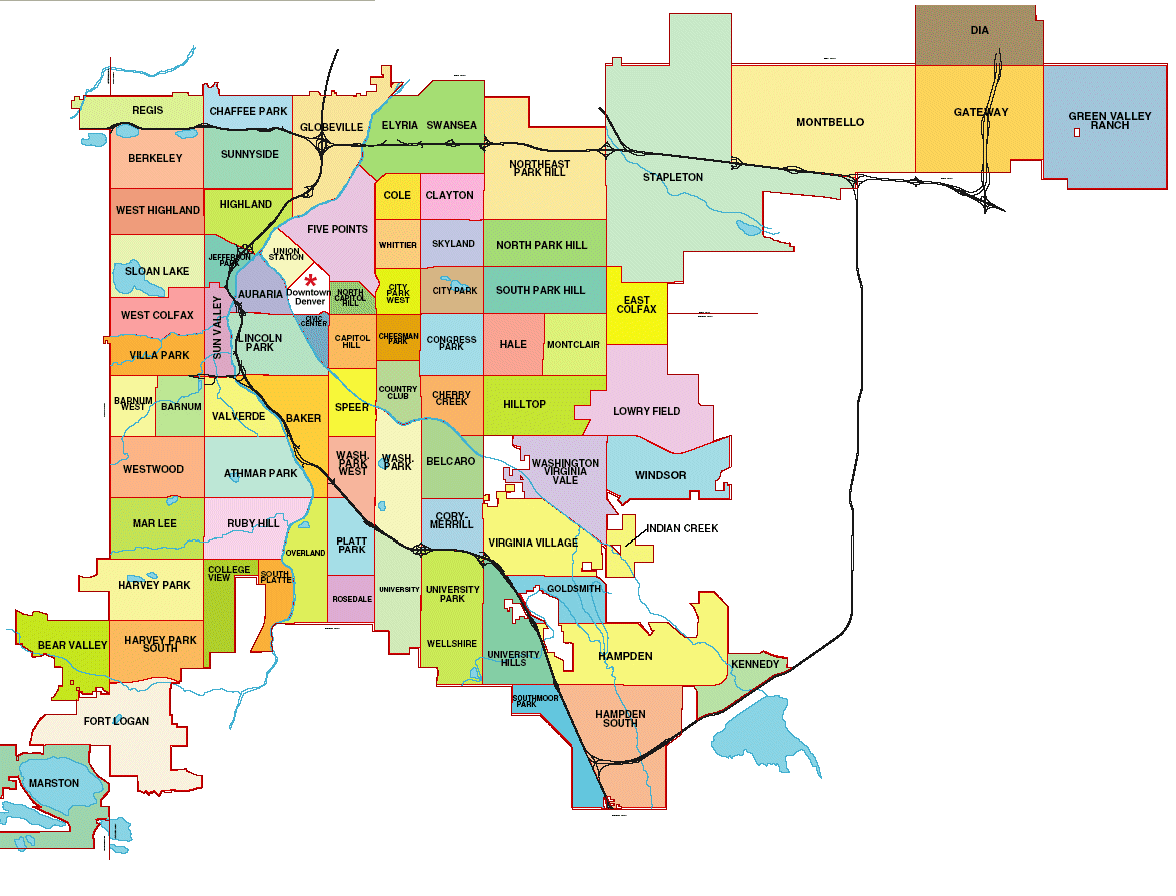 DIA
REGIS
CHAFFEE PARK
GLOBEVILLE
ELYRIA SWANSEA
MONTBELLO
GATEWAY
GREEN VALLEY
RANCH
BERKELEY
SUNNYSIDE
NORTHEAST
PARK HILL
STAPLETON
WEST HIGHLAND
HIGHLAND
COLE
CLAYTON
FIVE POINTS
WHITTIER
SKYLAND
NORTH PARK HILL
SLOAN LAKE
JEFFERSON
PARK
UNION
STATION
AURARIA
*
Downtown
Denver
NORTH
CAPITOL
HILL
CITY
PARK
WEST
CITY PARK
SOUTH PARK HILL
EAST
COLFAX
WEST COLFAX
SUN VALLEY
LINCOLN
PARK
CIVIC
CENTER
CAPITOL
HILL
CHEESMAN
PARK
CONGRESS
PARK
HALE
MONTCLAIR
VILLA PARK
BARNUM
WEST
BARNUM
VALVERDE
BAKER
SPEER
COUNTRY
CLUB
CHERRY
CREEK
HILLTOP
LOWRY FIELD
WESTWOOD
ATHMAR PARK
WASH.
PARK
WEST
WASH.
PARK
BELCARO
WASHINGTON
VIRGINIA
VALE
WINDSOR
MAR LEE
RUBY HILL
OVERLAND
PLATT
PARK
CORY-
MERRILL
VIRGINIA VILLAGE
INDIAN CREEK
HARVEY PARK
COLLEGE
VIEW
SOUTH
PLATTE
ROSEDALE
UNIVERSITY
UNIVERSITY
PARK
GOLDSMITH
BEAR VALLEY
HARVEY PARK
SOUTH
WELLSHIRE
UNIVERSITY
HILLS
HAMPDEN
KENNEDY
FORT LOGAN
SOUTHMOOR
PARK
HAMPDEN
SOUTH
MARSTON